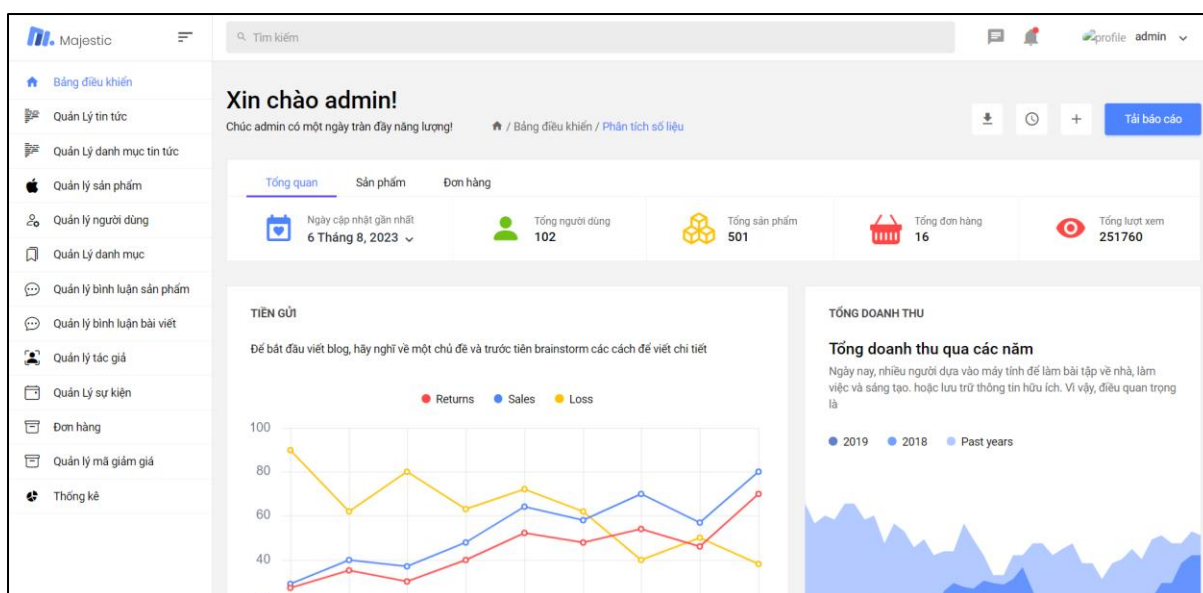 Majestic
Tìm kiếm
profile admin
Bảng điều khiển
Quản Lý tin tức
Quản Lý danh mục tin tức
Quản lý sản phẩm
Quản lý người dùng
Quản Lý danh mục
Quản lý bình luận sản phẩm
Quản lý bình luận bài viết
Quản lý tác giả
Quản Lý sự kiện
Đơn hàng
Quản lý mã giảm giá
Thống kê
Xin chào admin!
Chúc admin có một ngày tràn đầy năng lượng!
/ Bảng điều khiển / Phân tích số liệu
Tải báo cáo
Tổng quan Sản phẩm Đơn hàng
Ngày cập nhật gần nhất
6 Tháng 8, 2023
Tổng người dùng
102
Tổng sản phẩm
501
Tổng đơn hàng
16
Tổng lượt xem
251760
TIỀN GỬI
Để bắt đầu viết blog, hãy nghĩ về một chủ đề và trước tiên brainstorm các cách để viết chi tiết
Returns Sales Loss
100
80
60
40
TỔNG DOANH THU
Tổng doanh thu qua các năm
Ngày nay, nhiều người dựa vào máy tính để làm bài tập về nhà, làm
việc và sáng tạo. hoặc lưu trữ thông tin hữu ích. Vì vậy, điều quan trọng
là
2019 2018 Past years